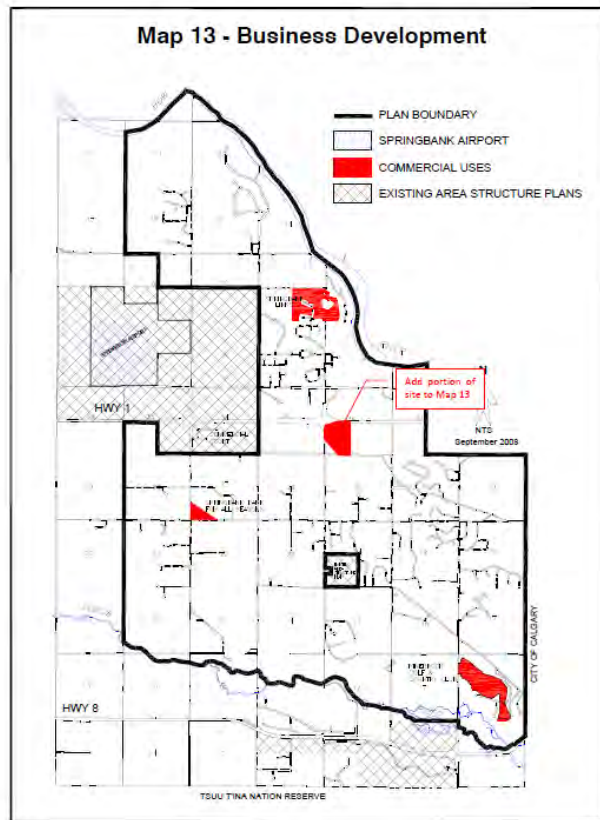 Map 13 - Business Development
PLAN BOUNDARY
SPRINGBANK AIRPORT
COMMERCIAL USES
EXISTING AREA STRUCTURE PLANS
Add portion of
site to Map 13
HWY 1
NTS
September 2008
CITY OF CALGARY
HWY 8
TSUU T'INA NATION RESERVE